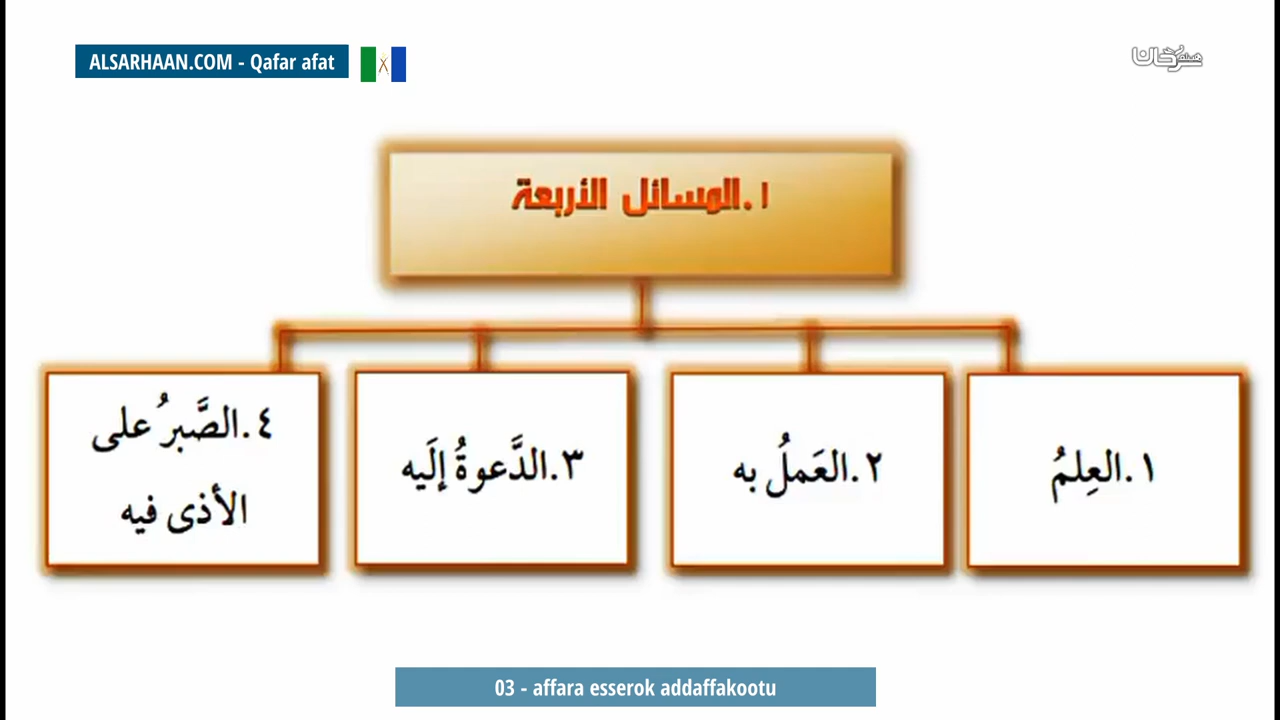 ALSARHAAN.COM - Qafar afat
١.المسائل الأربعة
١.العِلمُ
٢.العَملُ به
٣.الدَّعوةُ إلَيه
٤.الصَّبرُ على
الأذى فيه
03 - affara esserok addaffakootu